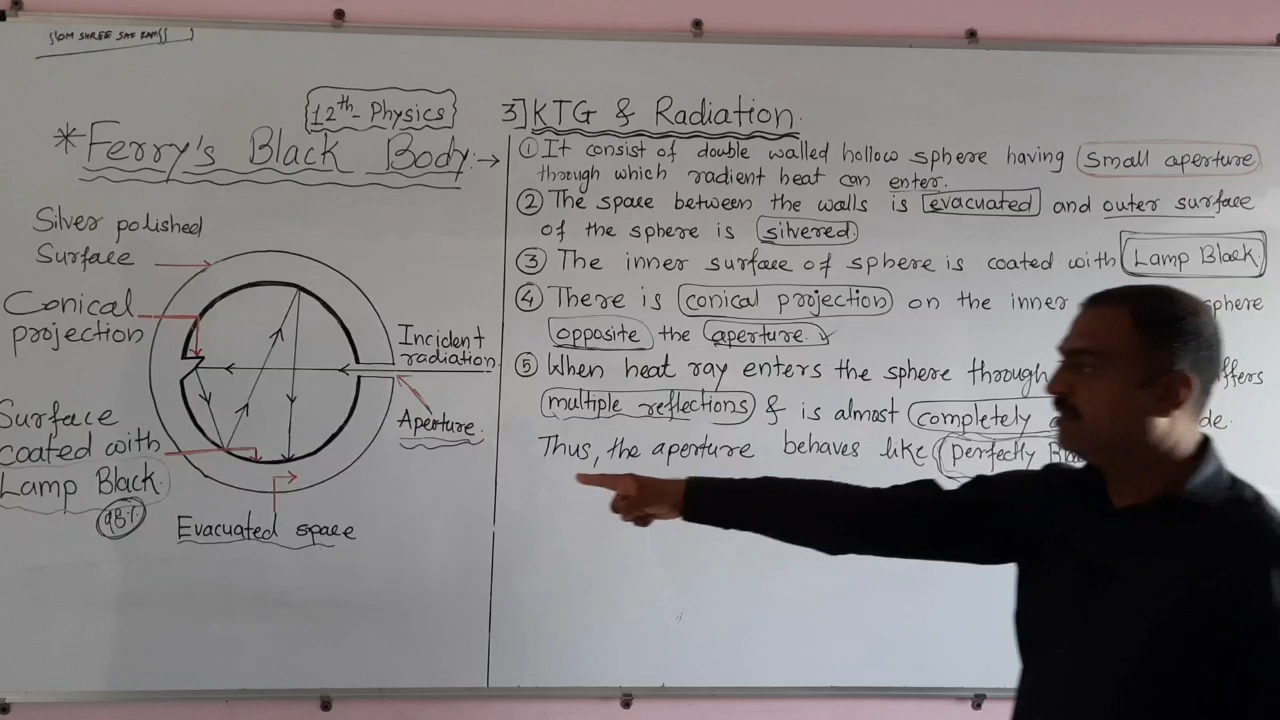 ||OM SHREE SAI RAM||
12th - Physics
* Ferry's Black Body :→
Silver polished
Surface
Conical
projection
Incident
radiation
Aperture
Surface
coated with
Lamp Black
98%
Evacuated space
3] KTG & Radiation
① It consist of double walled hollow sphere having small aperture
through which radient heat can enter.
② The space between the walls is evacuated and outer surface
of the sphere is silvered.
③ The inner surface of sphere is coated with Lamp Black.
④ There is conical projection on the inner sphere
opposite the aperture.
⑤ When heat ray enters the sphere through
multiple reflections & is almost completely
Thus, the aperture behaves like perfectly